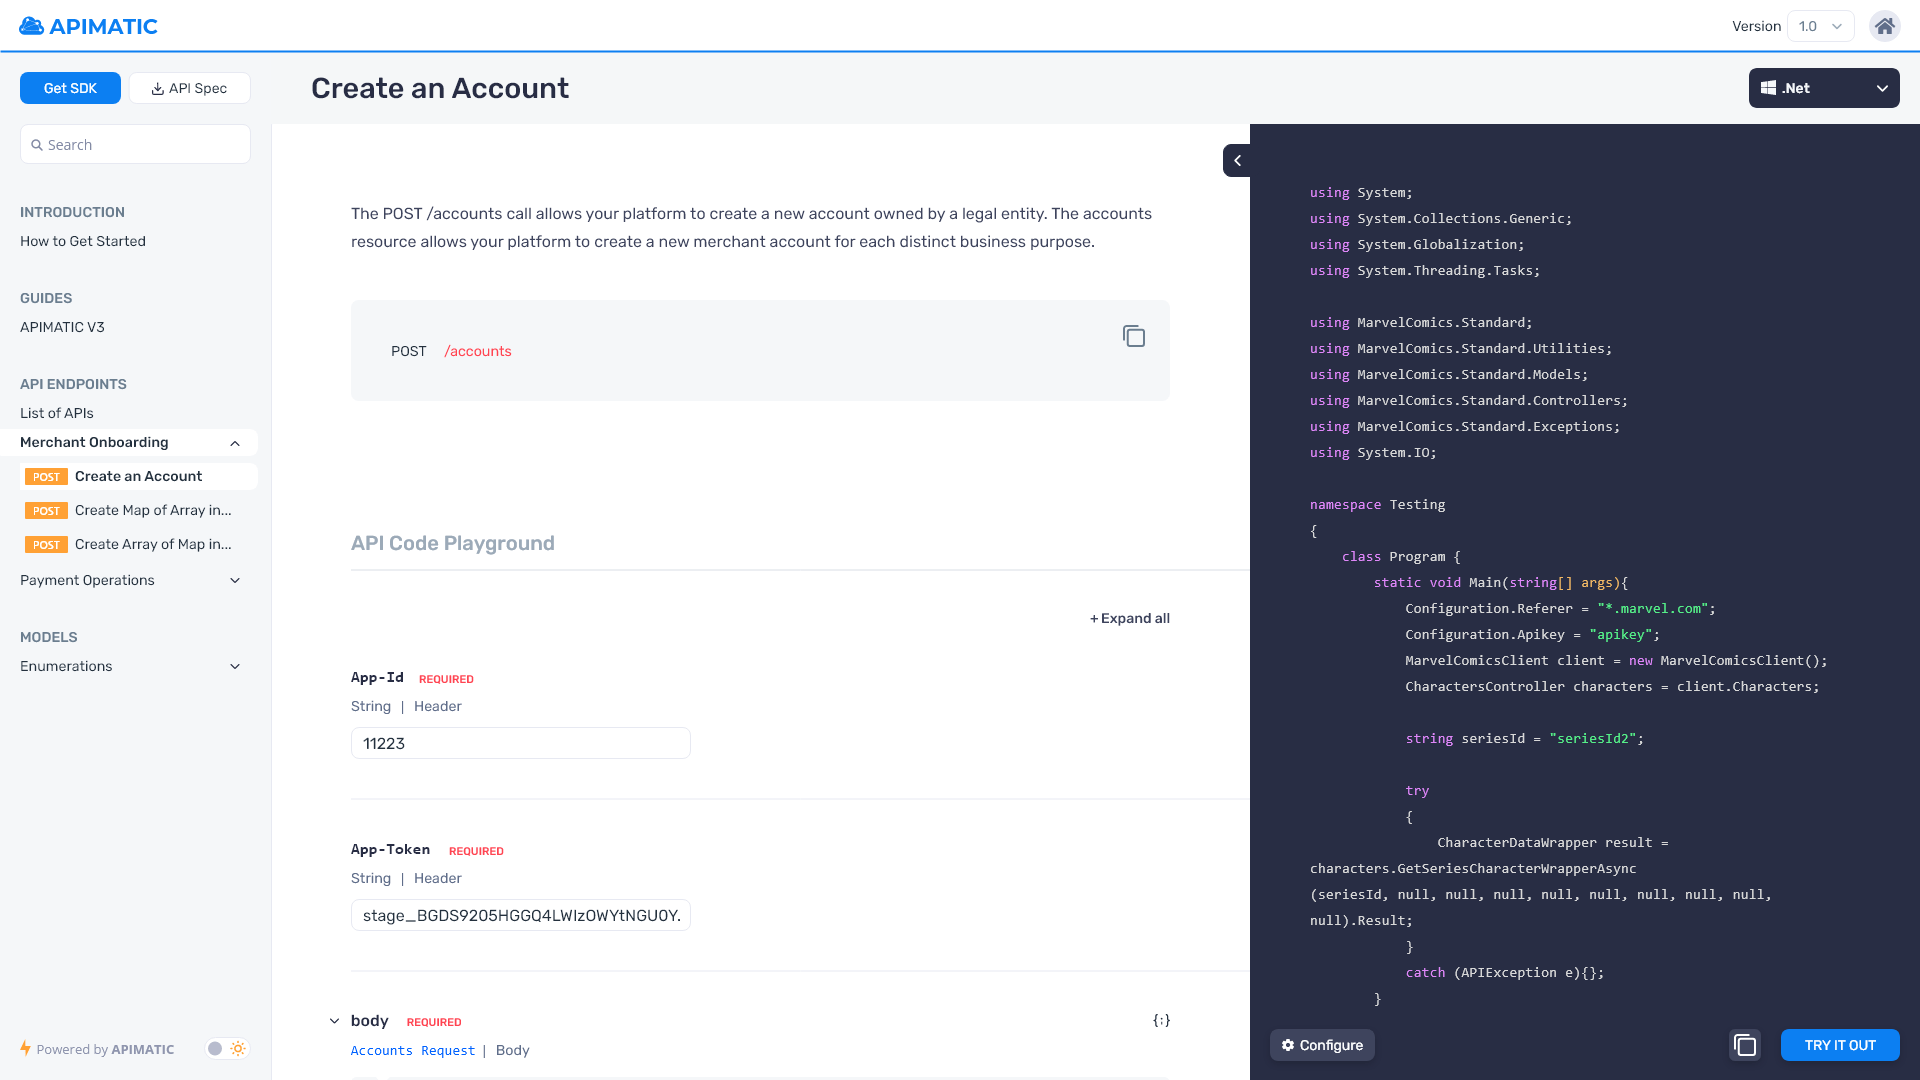 APIMATIC
Version 1.0
Get SDK
API Spec
Search
INTRODUCTION
How to Get Started
GUIDES
APIMATIC V3
API ENDPOINTS
List of APIs
Merchant Onboarding
POST Create an Account
POST Create Map of Array in...
POST Create Array of Map in...
Payment Operations
MODELS
Enumerations
Powered by APIMATIC
Create an Account
.Net
The POST /accounts call allows your platform to create a new account owned by a legal entity. The accounts
resource allows your platform to create a new merchant account for each distinct business purpose.
POST /accounts
API Code Playground
+ Expand all
App-Id REQUIRED
String | Header
11223
App-Token REQUIRED
String | Header
stage_BGDS9205HGGQ4LWIzOWYtNGU0Y.
body REQUIRED {;}
Accounts Request | Body
using System;
using System.Collections.Generic;
using System.Globalization;
using System.Threading.Tasks;
using MarvelComics.Standard;
using MarvelComics.Standard.Utilities;
using MarvelComics.Standard.Models;
using MarvelComics.Standard.Controllers;
using MarvelComics.Standard.Exceptions;
using System.IO;
namespace Testing
{
class Program {
static void Main(string[] args){
Configuration.Referer = "*.marvel.com";
Configuration.Apikey = "apikey";
MarvelComicsClient client = new MarvelComicsClient();
CharactersController characters = client.Characters;
string seriesId = "seriesId2";
try
{
CharacterDataWrapper result =
characters.GetSeriesCharacterWrapperAsync
(seriesId, null, null, null, null, null, null, null, null,
null).Result;
}
catch (APIException e){};
}
Configure
TRY IT OUT